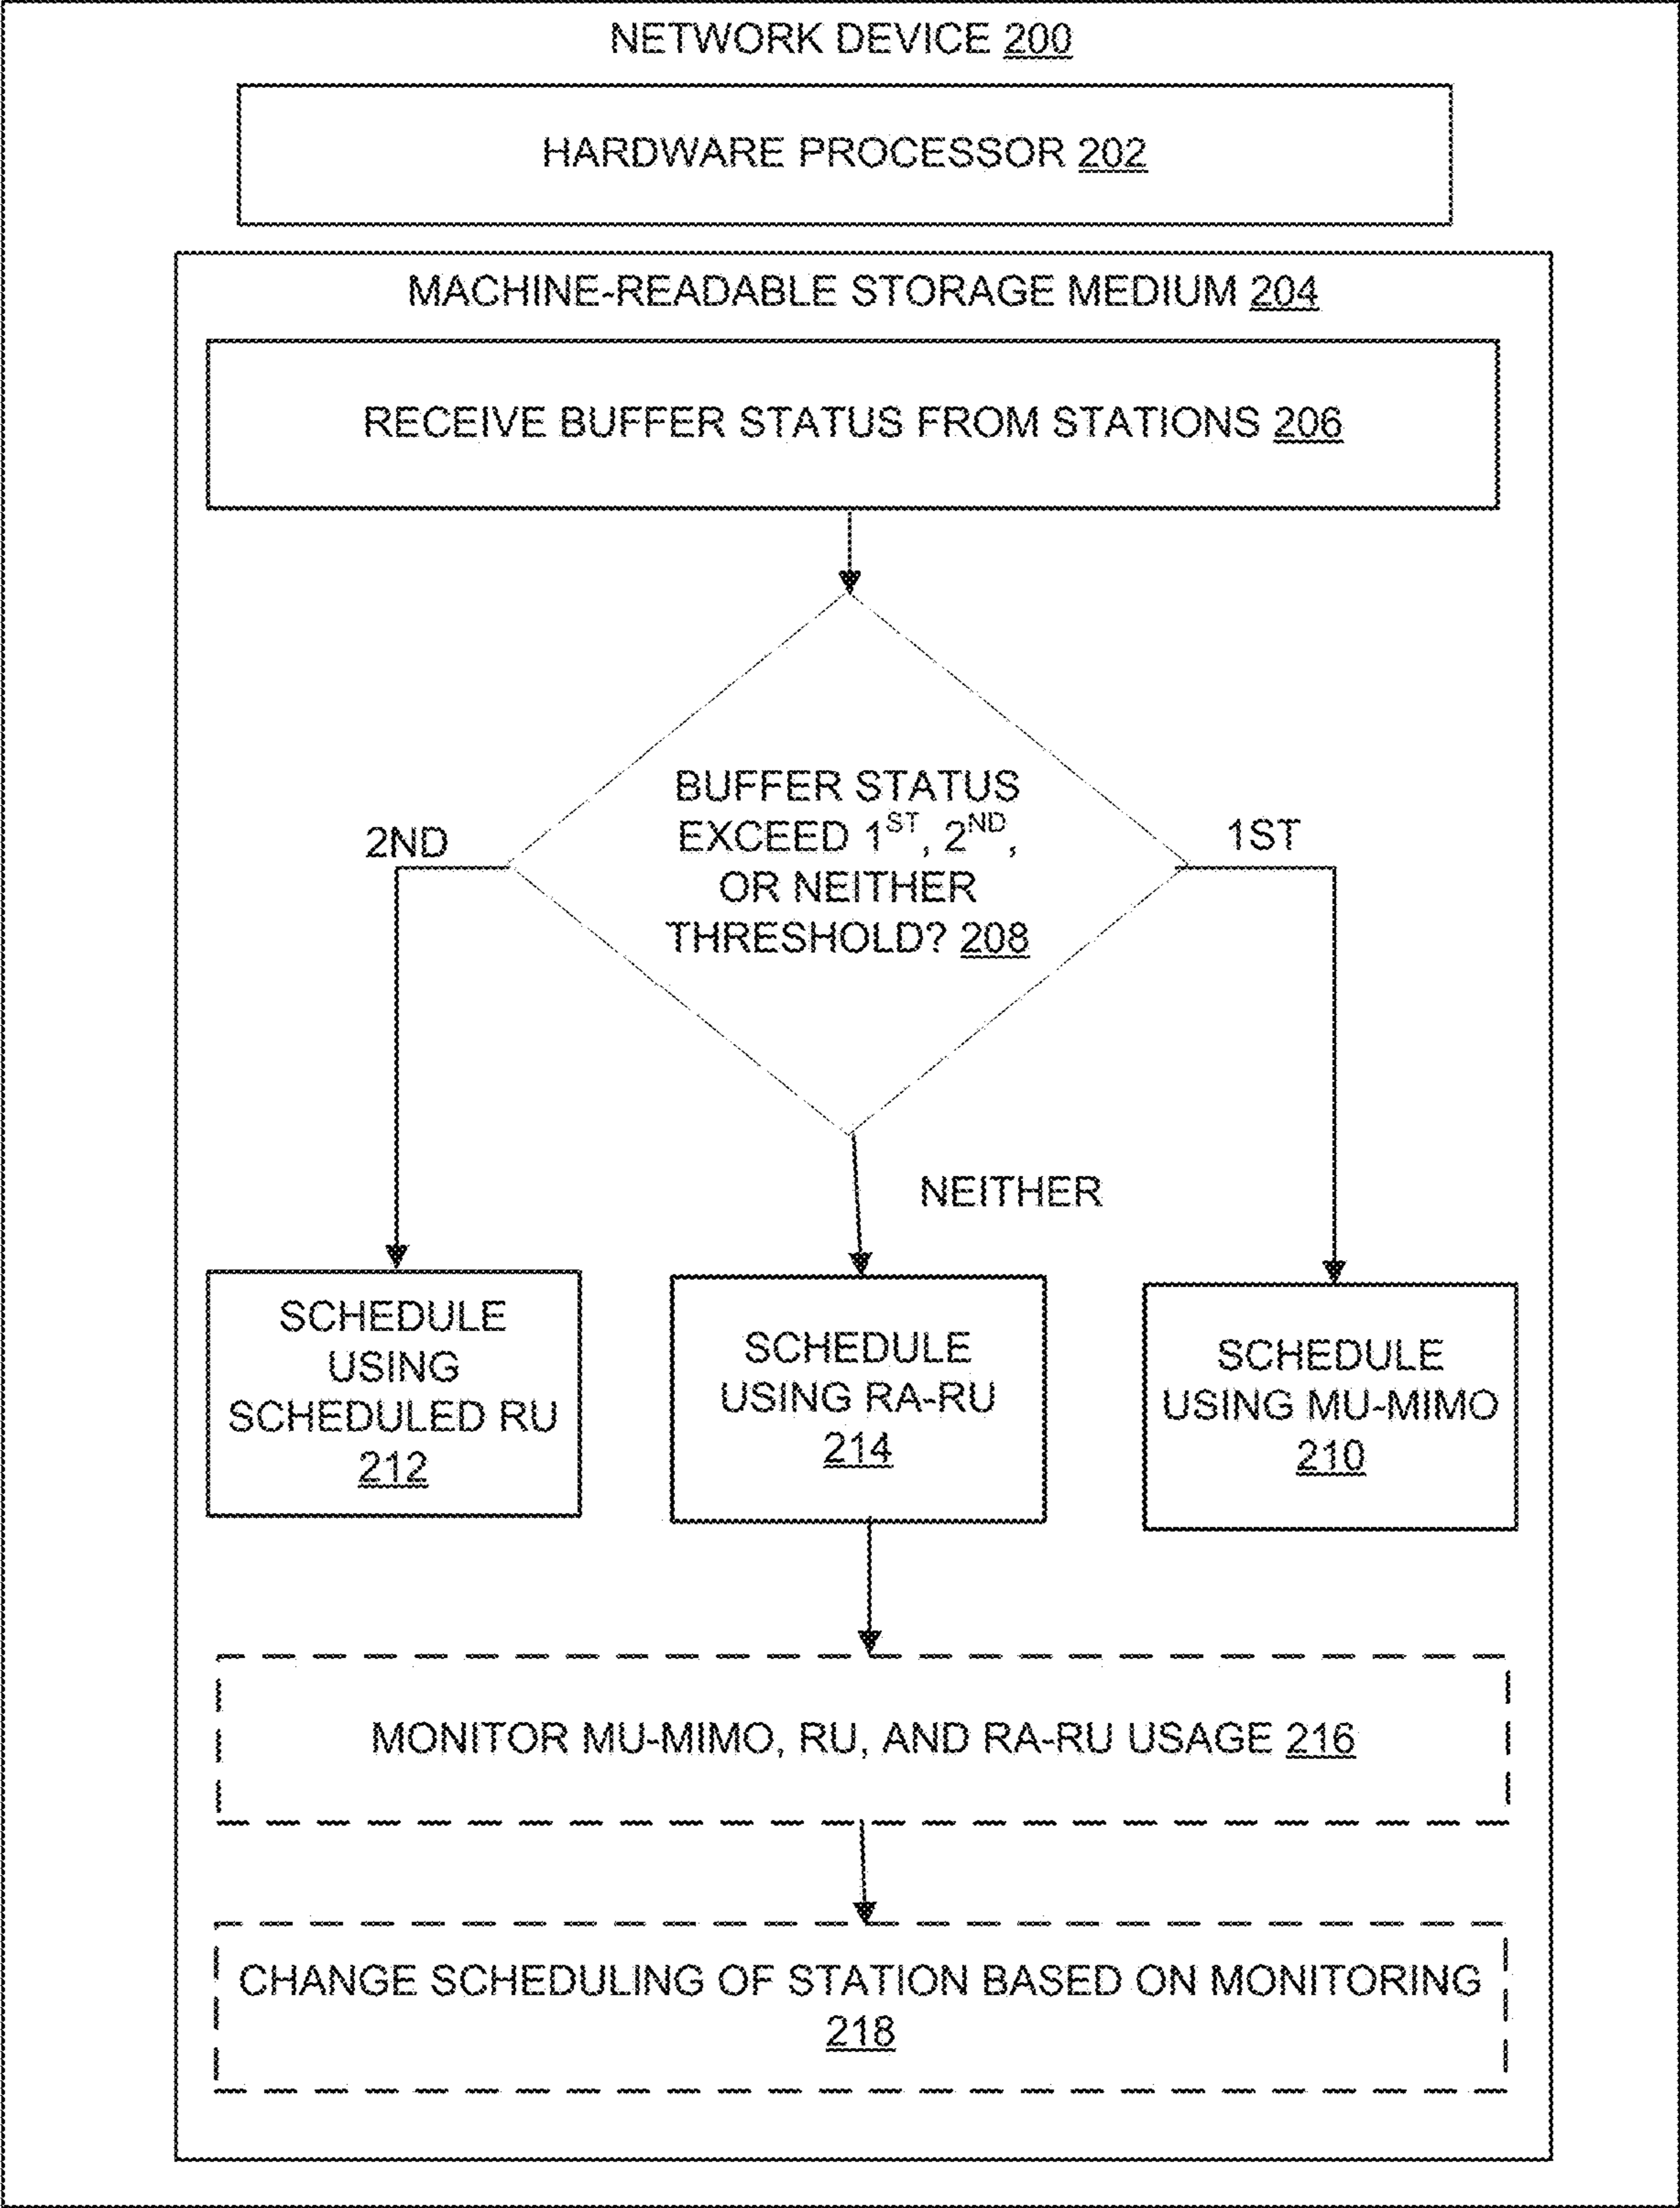 NETWORK DEVICE 200
HARDWARE PROCESSOR 202
MACHINE-READABLE STORAGE MEDIUM 204
RECEIVE BUFFER STATUS FROM STATIONS 206
BUFFER STATUS
EXCEED 1ST, 2ND,
OR NEITHER
THRESHOLD? 208
2ND
1ST
NEITHER
SCHEDULE
USING
SCHEDULED RU
212
SCHEDULE
USING RA-RU
214
SCHEDULE
USING MU-MIMO
210
MONITOR MU-MIMO, RU, AND RA-RU USAGE 216
CHANGE SCHEDULING OF STATION BASED ON MONITORING
218